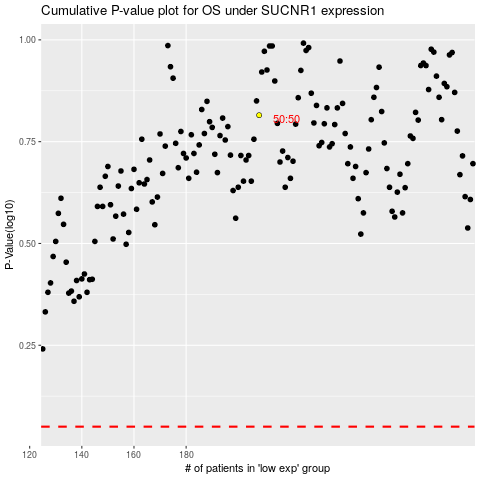 Cumulative P-value plot for OS under SUCNR1 expression
P-Value(log10)
1.00
0.75
0.50
0.25
50:50
120 140 160 180
# of patients in 'low exp' group